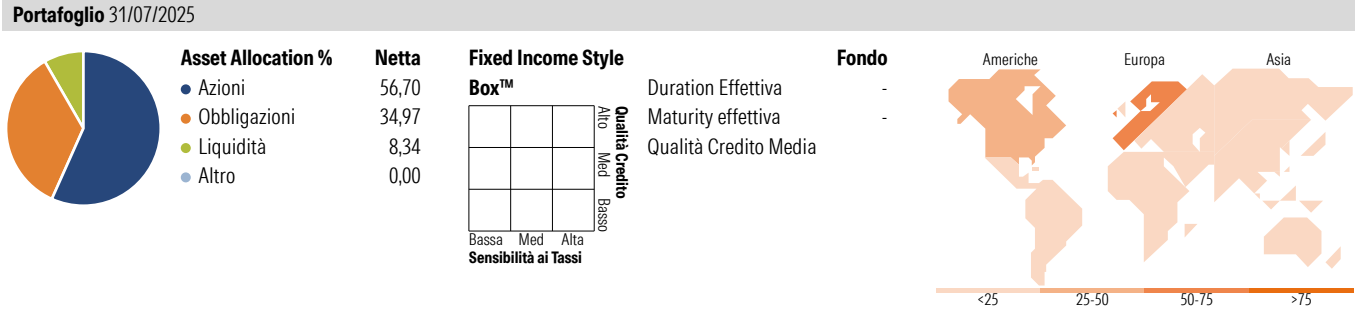 Portafoglio 31/07/2025
Asset Allocation % Netta
Azioni 56,70
Obbligazioni 34,97
Liquidità 8,34
Altro 0,00
Fixed Income Style
Box™
Alto Med Basso
Qualità Credito
Bassa Med Alta
Sensibilità ai Tassi
Fondo
Duration Effettiva -
Maturity effettiva -
Qualità Credito Media
Americhe Europa Asia
<25 25-50 50-75 >75